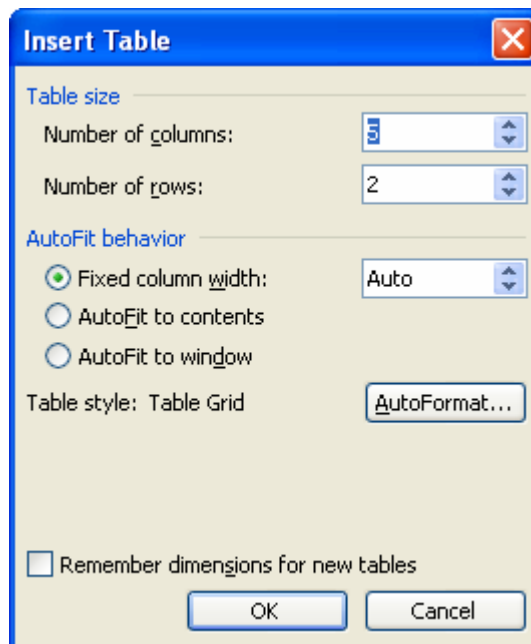 Insert Table
Table size
Number of columns: 5
Number of rows: 2
AutoFit behavior
Fixed column width: Auto
AutoFit to contents
AutoFit to window
Table style: Table Grid AutoFormat...
Remember dimensions for new tables
OK Cancel